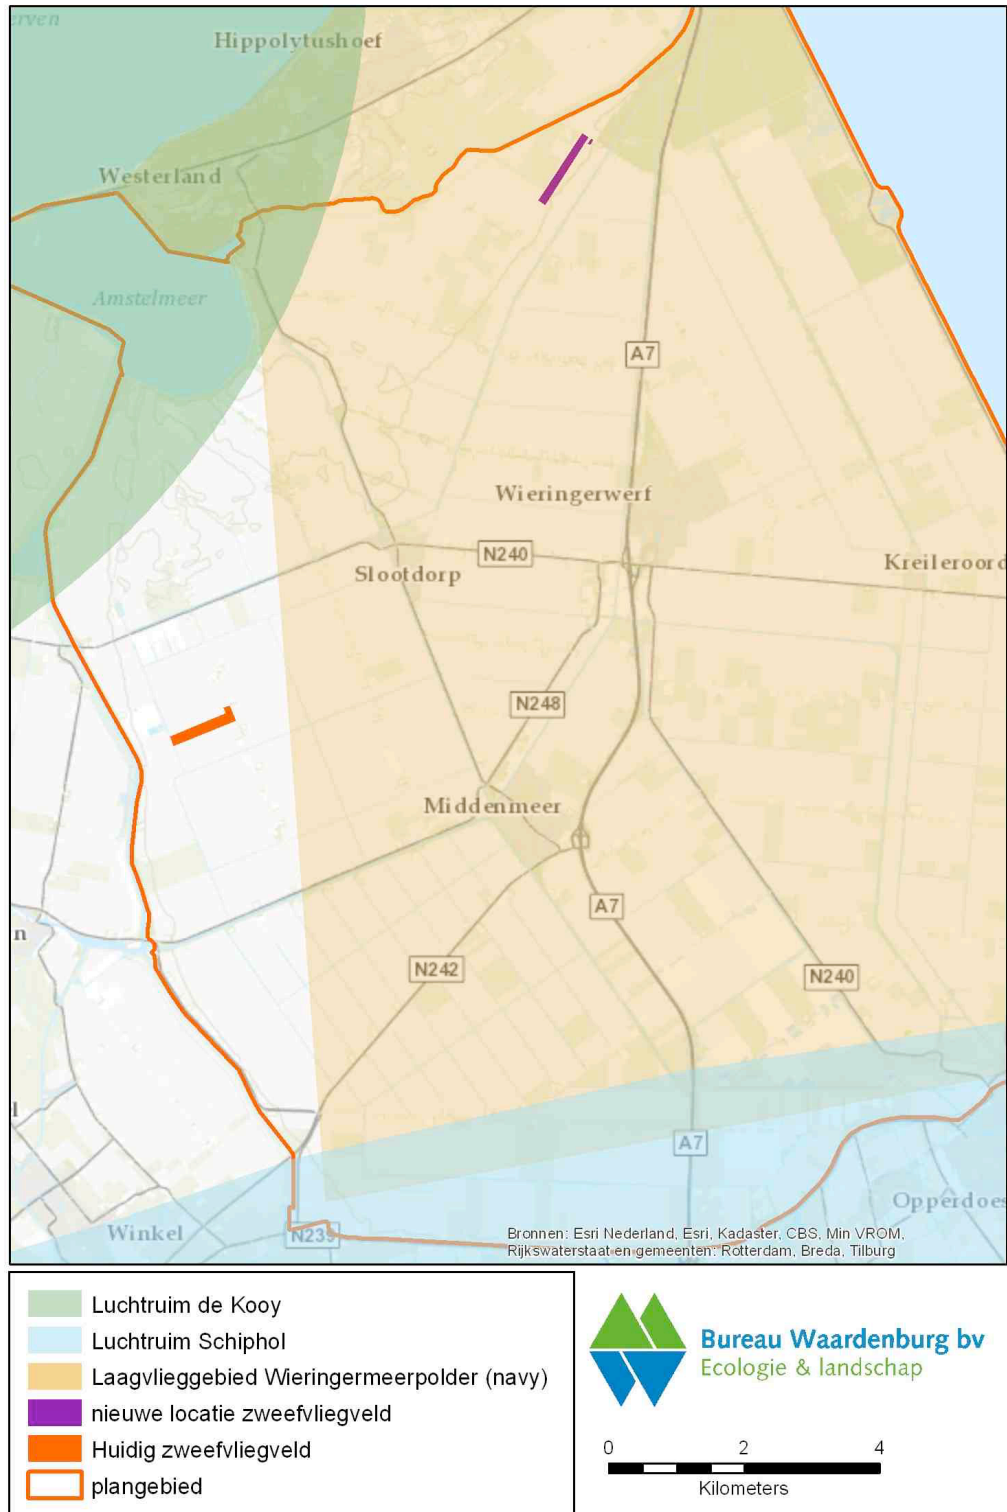 erven
Hippolytushoef
Westerland
Amstelmeer
A7
Wieringerwerf
N240
Slootdorp
Kreileroord
N248
Middenmeer
A7
n
N242
N240
l
A7
Opperdoes
Winkel
N239
Bronnen: Esri Nederland, Esri, Kadaster, CBS, Min VROM,
Rijkswaterstaat en gemeenten: Rotterdam, Breda, Tilburg
Luchtruim de Kooy
Luchtruim Schiphol
Laagvlieggebied Wieringermeerpolder (navy)
nieuwe locatie zweefvliegveld
Huidig zweefvliegveld
plangebied
Bureau Waardenburg bv
Ecologie & landschap
0 2 4
Kilometers